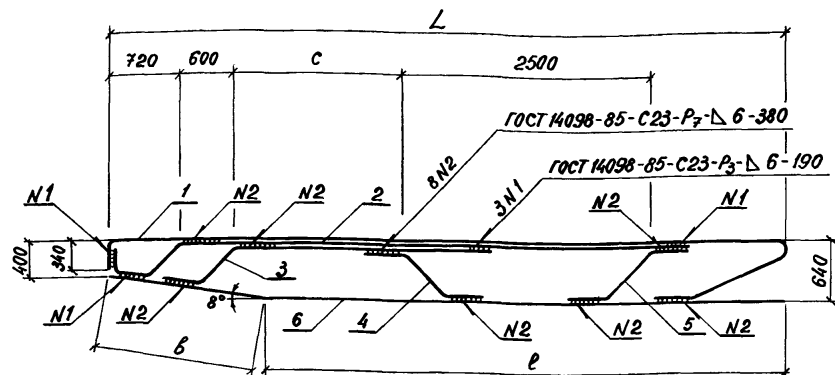 L
720 600 C 2500
ГОСТ 14098-85-С23-Р7-△ 6-380
8N2
ГОСТ 14098-85-С23-Р3-△ 6-190
3N1
N1 1 N2 N2 2 N2 N1
400 340 3 640
8°
N1 N2 6 4 N2 N2 5 N2
в ℓ